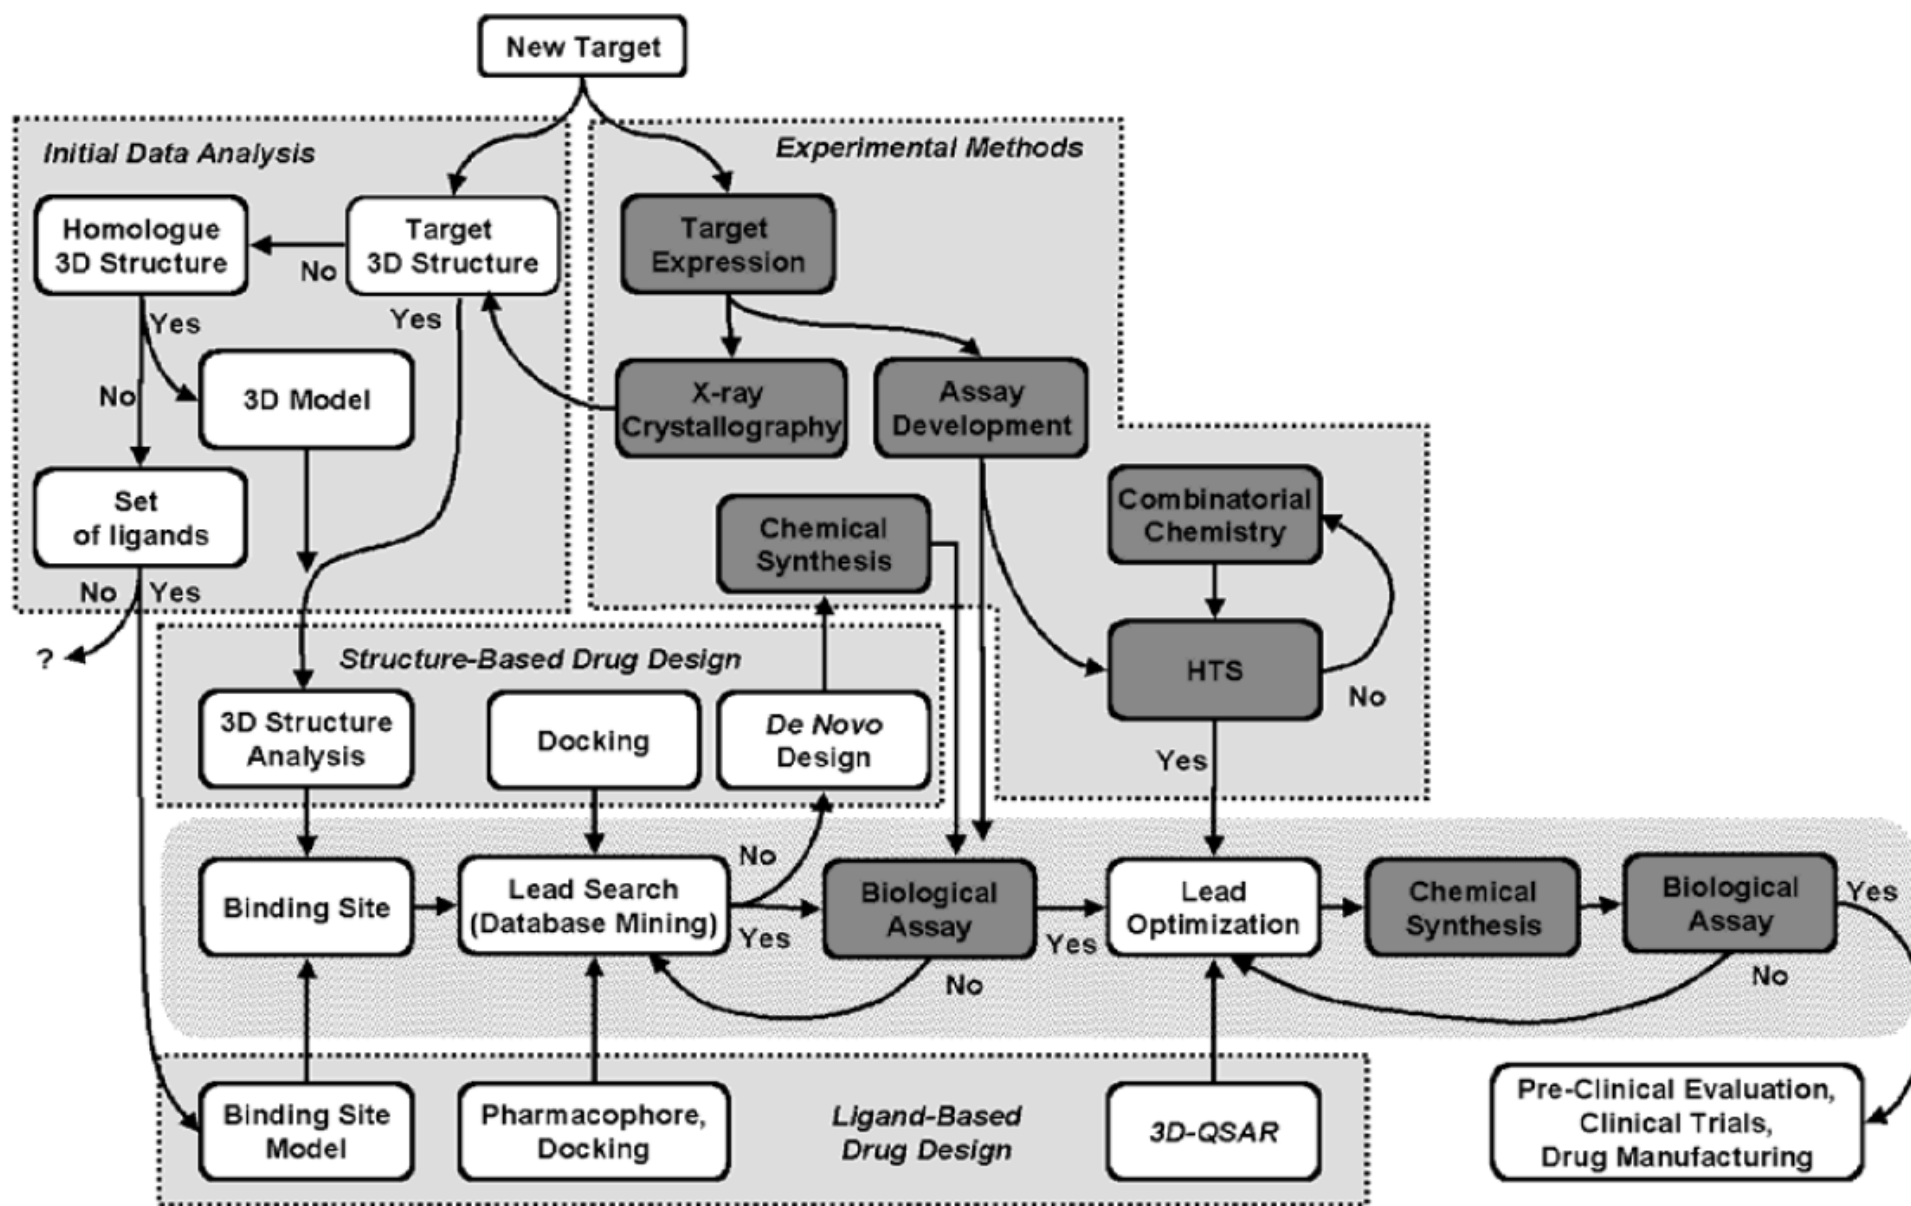 New Target
Initial Data Analysis
Experimental Methods
Homologue
3D Structure
No
Target
3D Structure
Target
Expression
Yes
Yes
No
3D Model
X-ray
Crystallography
Assay
Development
Set
of ligands
Chemical
Synthesis
Combinatorial
Chemistry
No
Yes
?
Structure-Based Drug Design
HTS
No
3D Structure
Analysis
Docking
De Novo
Design
Yes
Binding Site
Lead Search
(Database Mining)
No
Yes
Biological
Assay
Yes
No
Lead
Optimization
Chemical
Synthesis
Biological
Assay
Yes
No
Binding Site
Model
Pharmacophore,
Docking
Ligand-Based
Drug Design
3D-QSAR
Pre-Clinical Evaluation,
Clinical Trials,
Drug Manufacturing